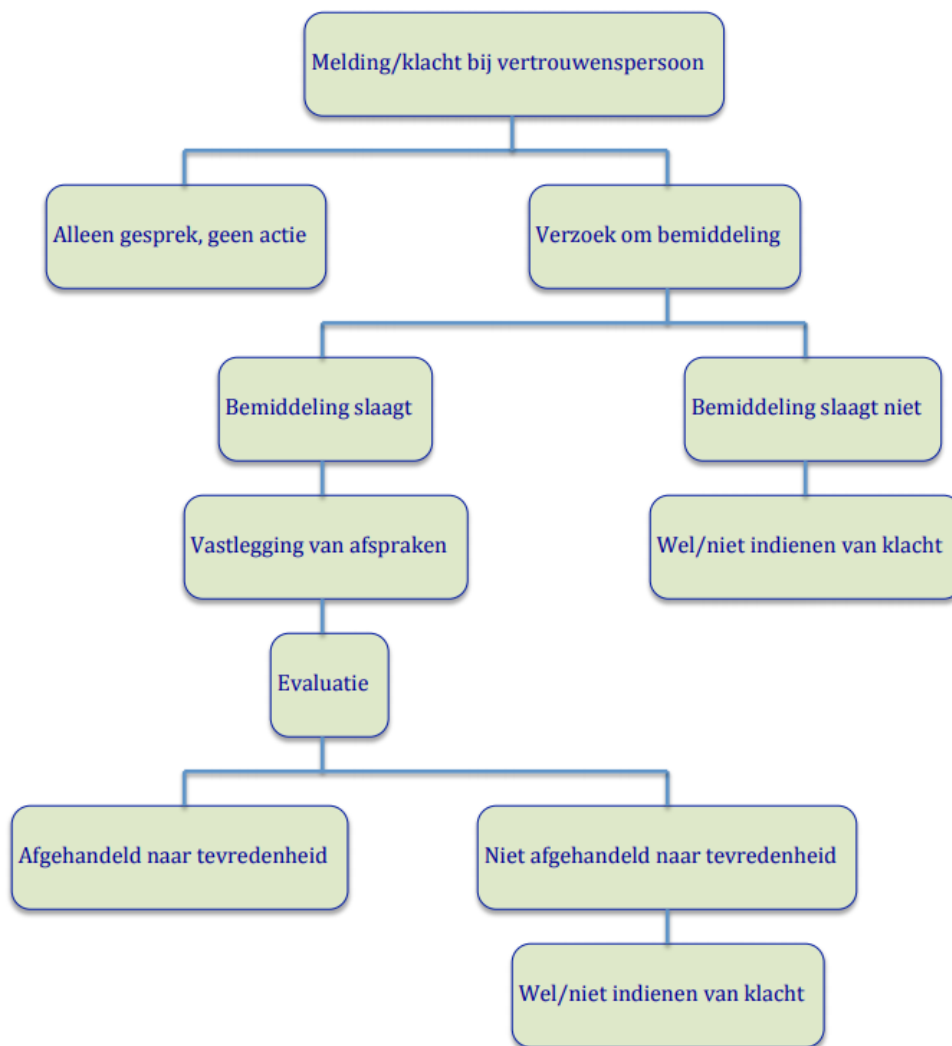 Melding/klacht bij vertrouwenspersoon
Alleen gesprek, geen actie
Verzoek om bemiddeling
Bemiddeling slaagt
Bemiddeling slaagt niet
Vastlegging van afspraken
Wel/niet indienen van klacht
Evaluatie
Afgehandeld naar tevredenheid
Niet afgehandeld naar tevredenheid
Wel/niet indienen van klacht